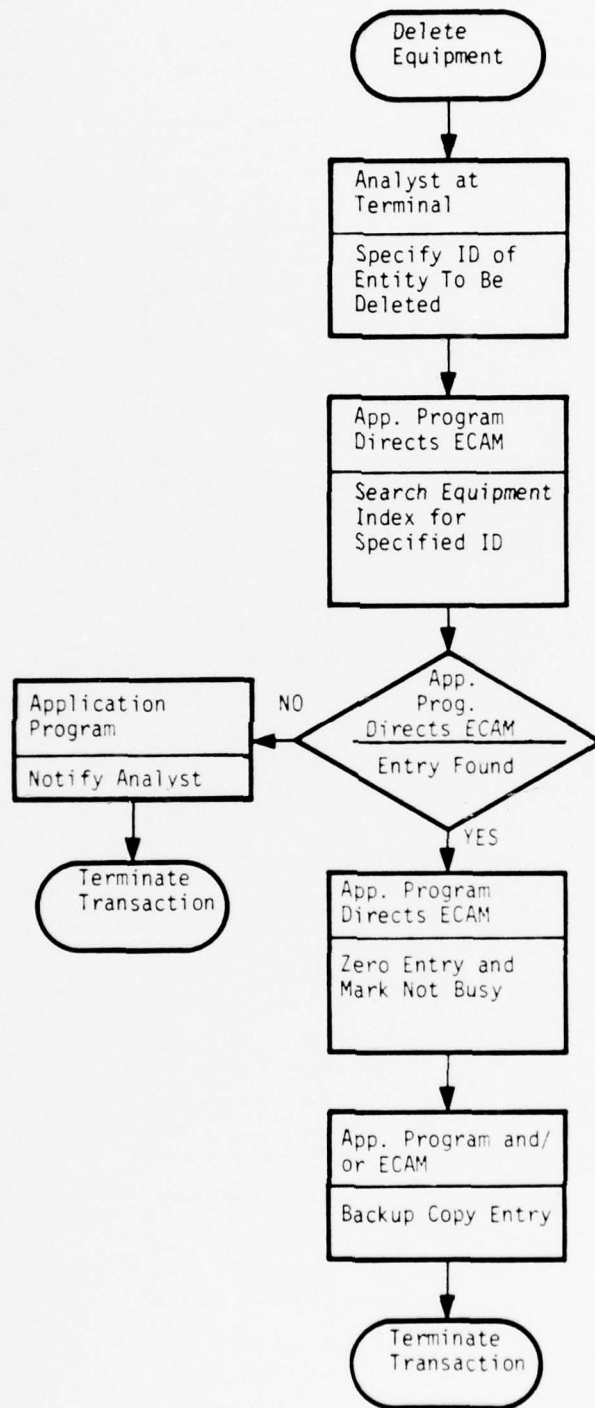 Delete
Equipment
Analyst at
Terminal
Specify ID of
Entity To Be
Deleted
App. Program
Directs ECAM
Search Equipment
Index for
Specified ID
App.
Prog.
Directs ECAM
Entry Found
NO
Application
Program
Notify Analyst
Terminate
Transaction
YES
App. Program
Directs ECAM
Zero Entry and
Mark Not Busy
App. Program and/
or ECAM
Backup Copy Entry
Terminate
Transaction